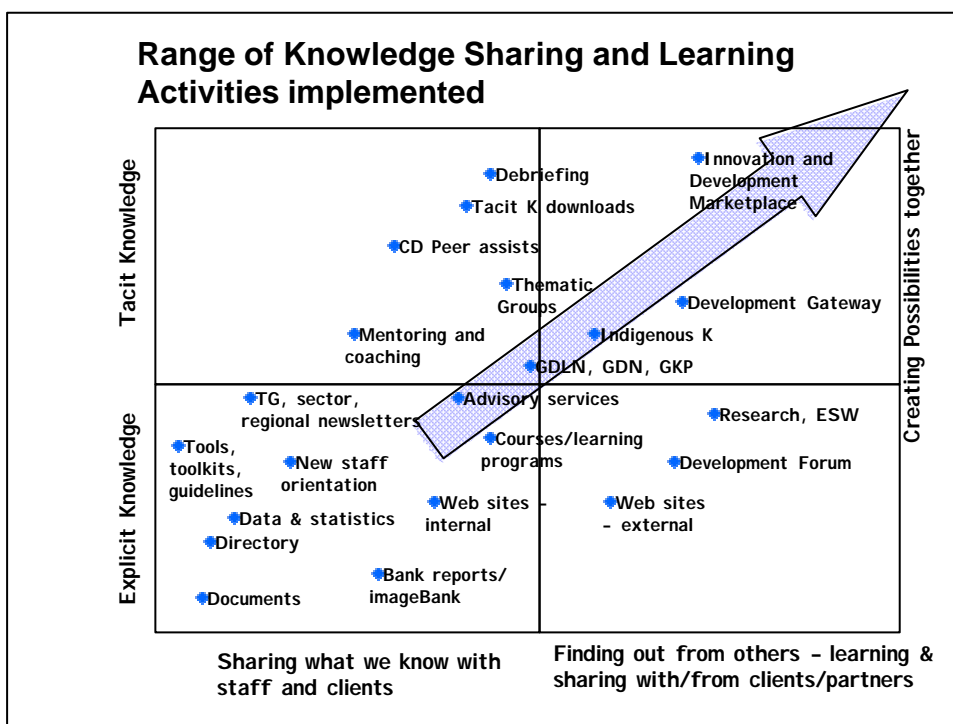 Range of Knowledge Sharing and Learning
Activities implemented
Tacit Knowledge
Explicit Knowledge
Creating Possibilities together
Debriefing
Tacit K downloads
CD Peer assists
Thematic
Groups
Mentoring and
coaching
Innovation and
Development
Marketplace
Development Gateway
Indigenous K
GDLN, GDN, GKP
TG, sector,
regional newsletters
Advisory services
Tools,
toolkits,
guidelines
New staff
orientation
Courses/learning
programs
Research, ESW
Development Forum
Data & statistics
Directory
Web sites –
internal
Web sites
– external
Documents
Bank reports/
imageBank
Sharing what we know with
staff and clients
Finding out from others – learning &
sharing with/from clients/partners